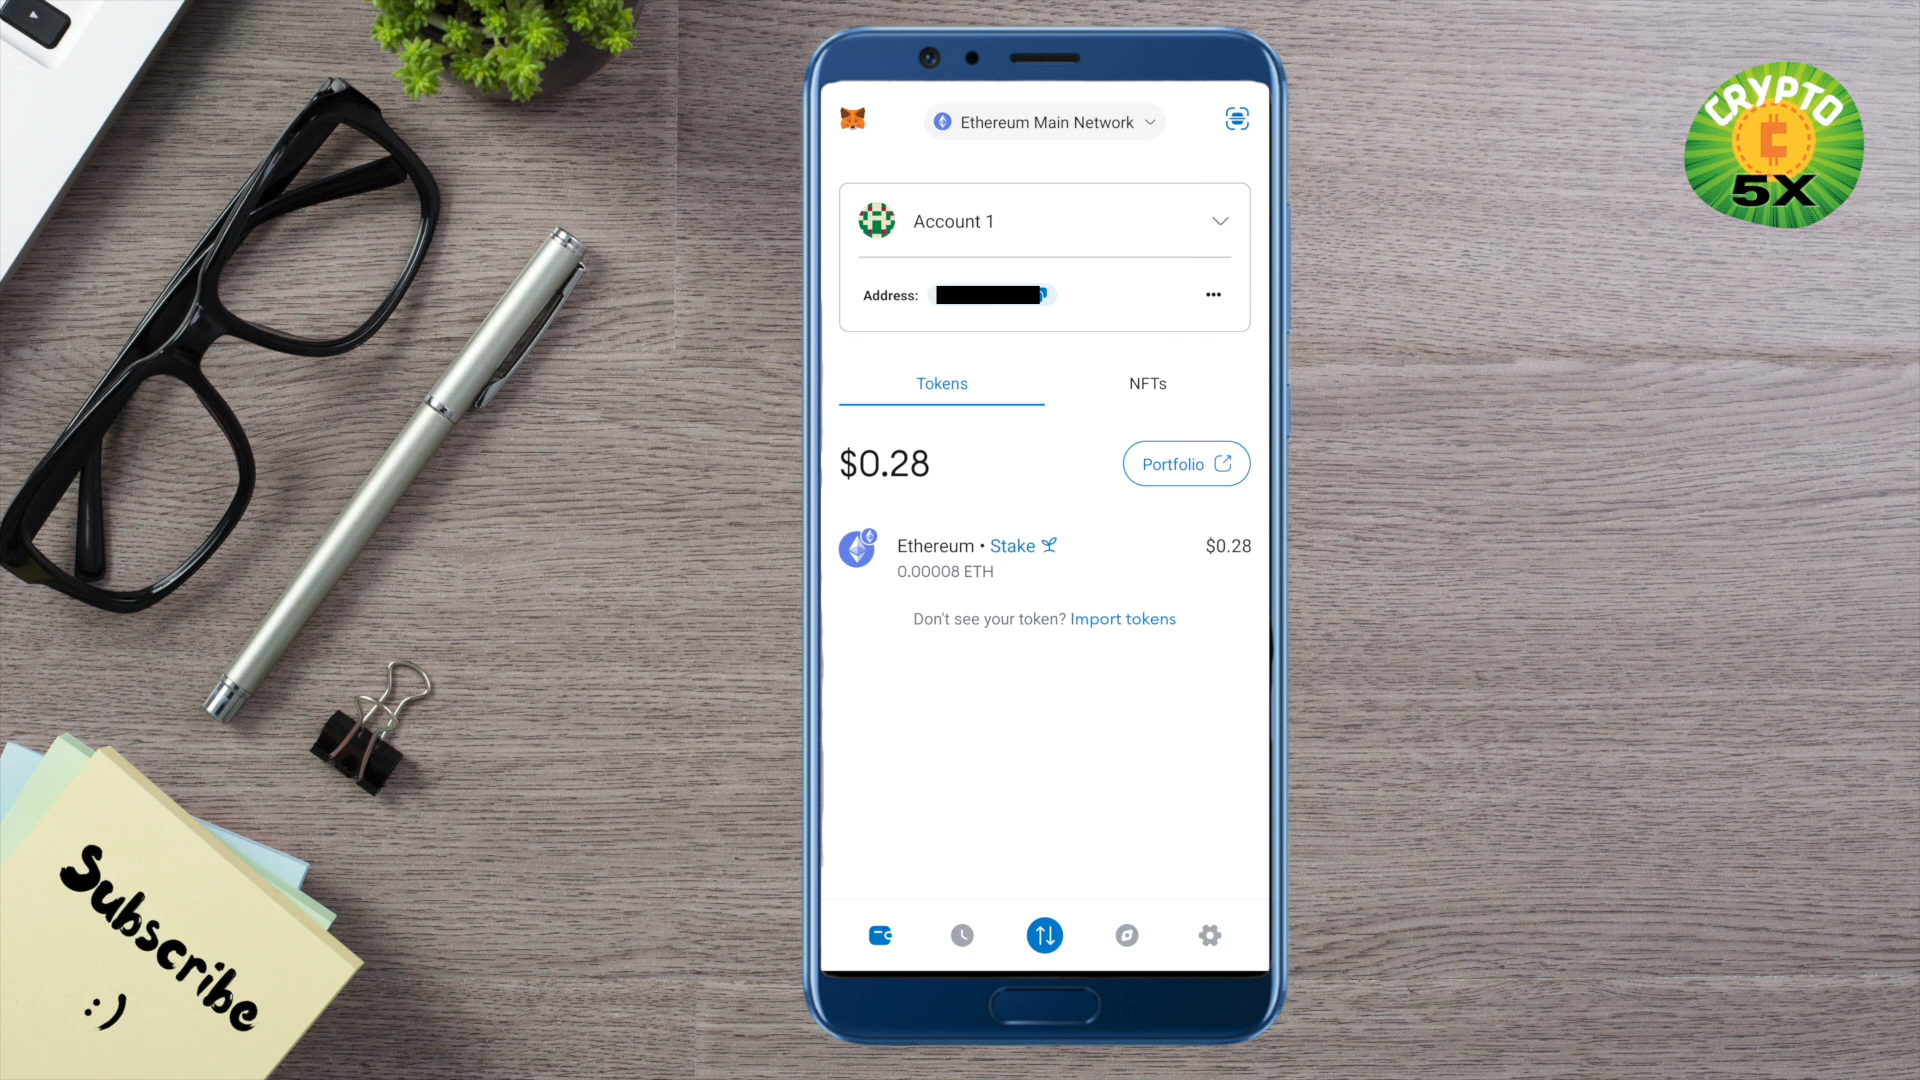 CRYPTO
5X
Ethereum Main Network
Account 1
Address:
Tokens
NFTs
$0.28
Portfolio
Ethereum • Stake
$0.28
0.00008 ETH
Don't see your token? Import tokens
Subscribe
:)